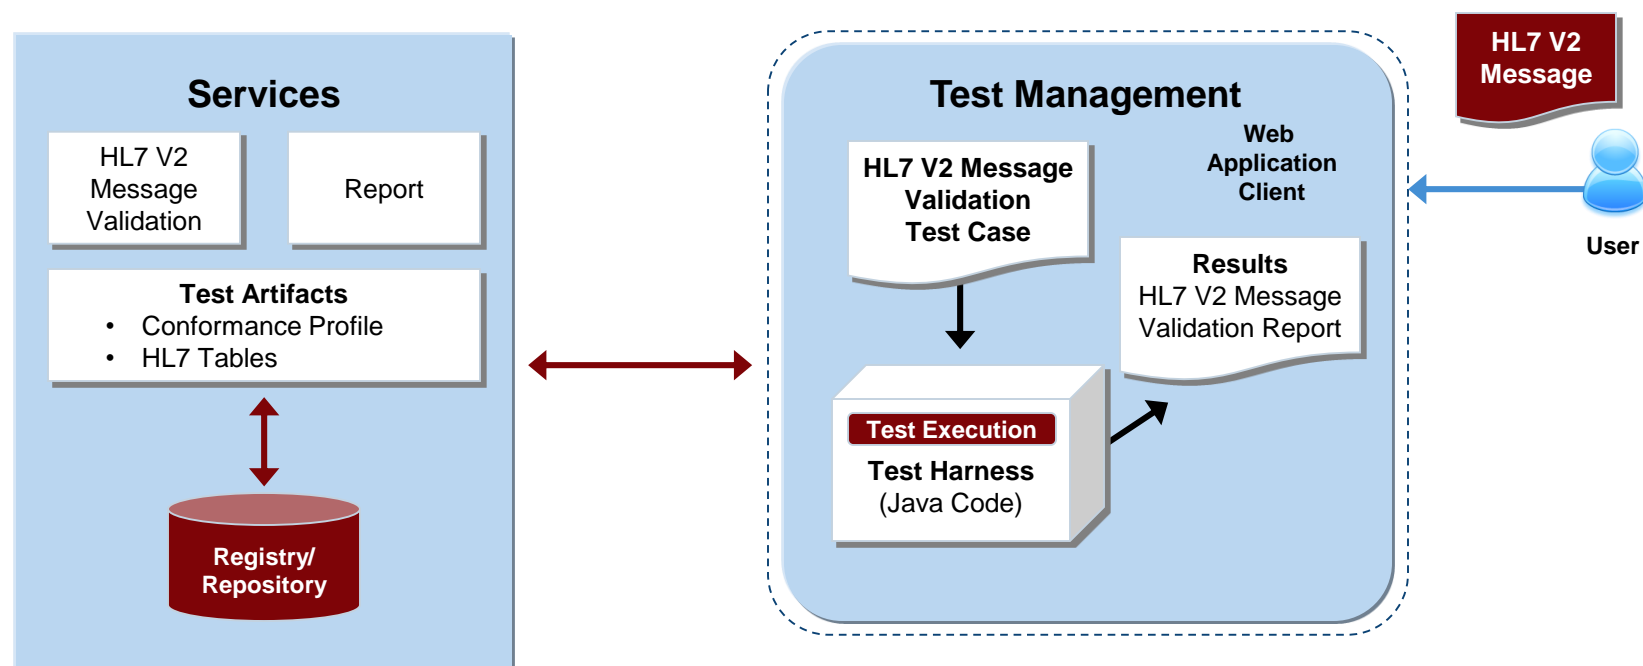 Services
HL7 V2
Message
Validation
Report
Test Artifacts
• Conformance Profile
• HL7 Tables
Registry/
Repository
Test Management
HL7 V2 Message
Validation
Test Case
Web
Application
Client
Results
HL7 V2 Message
Validation Report
Test Execution
Test Harness
(Java Code)
HL7 V2
Message
User